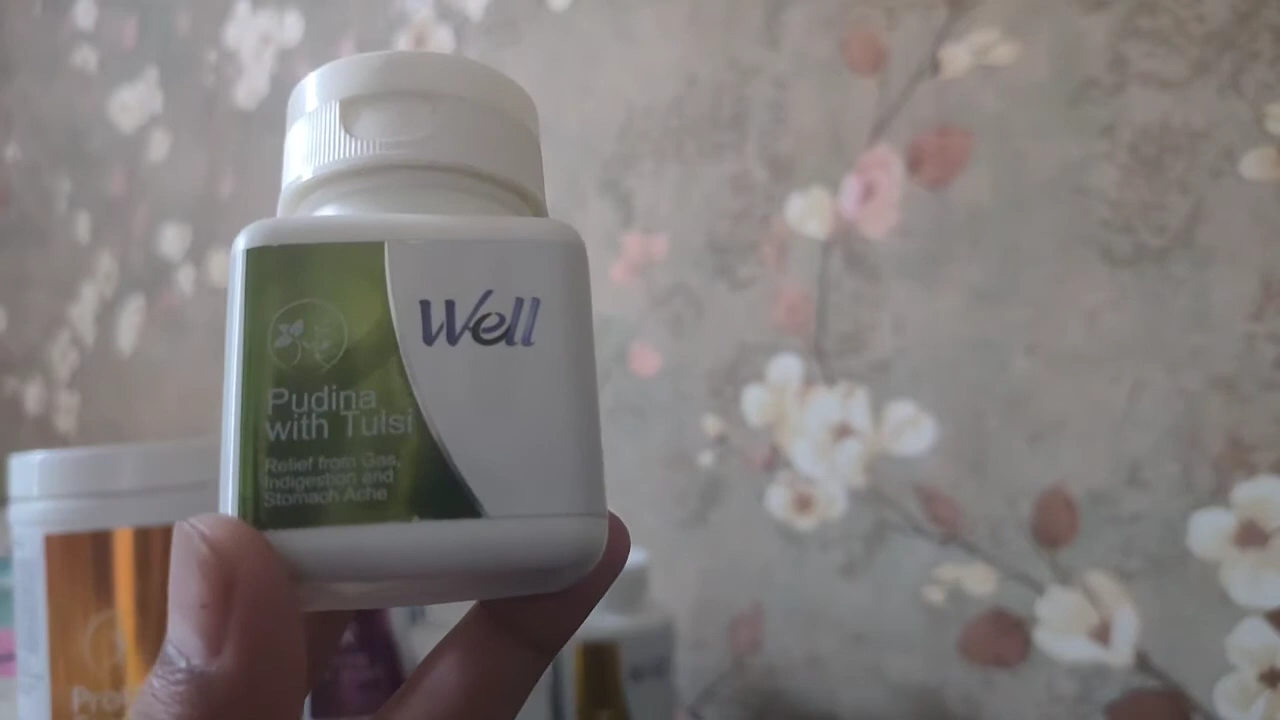 Well
Pudina
with Tulsi
Relief from Gas,
Indigestion and
Stomach Ache